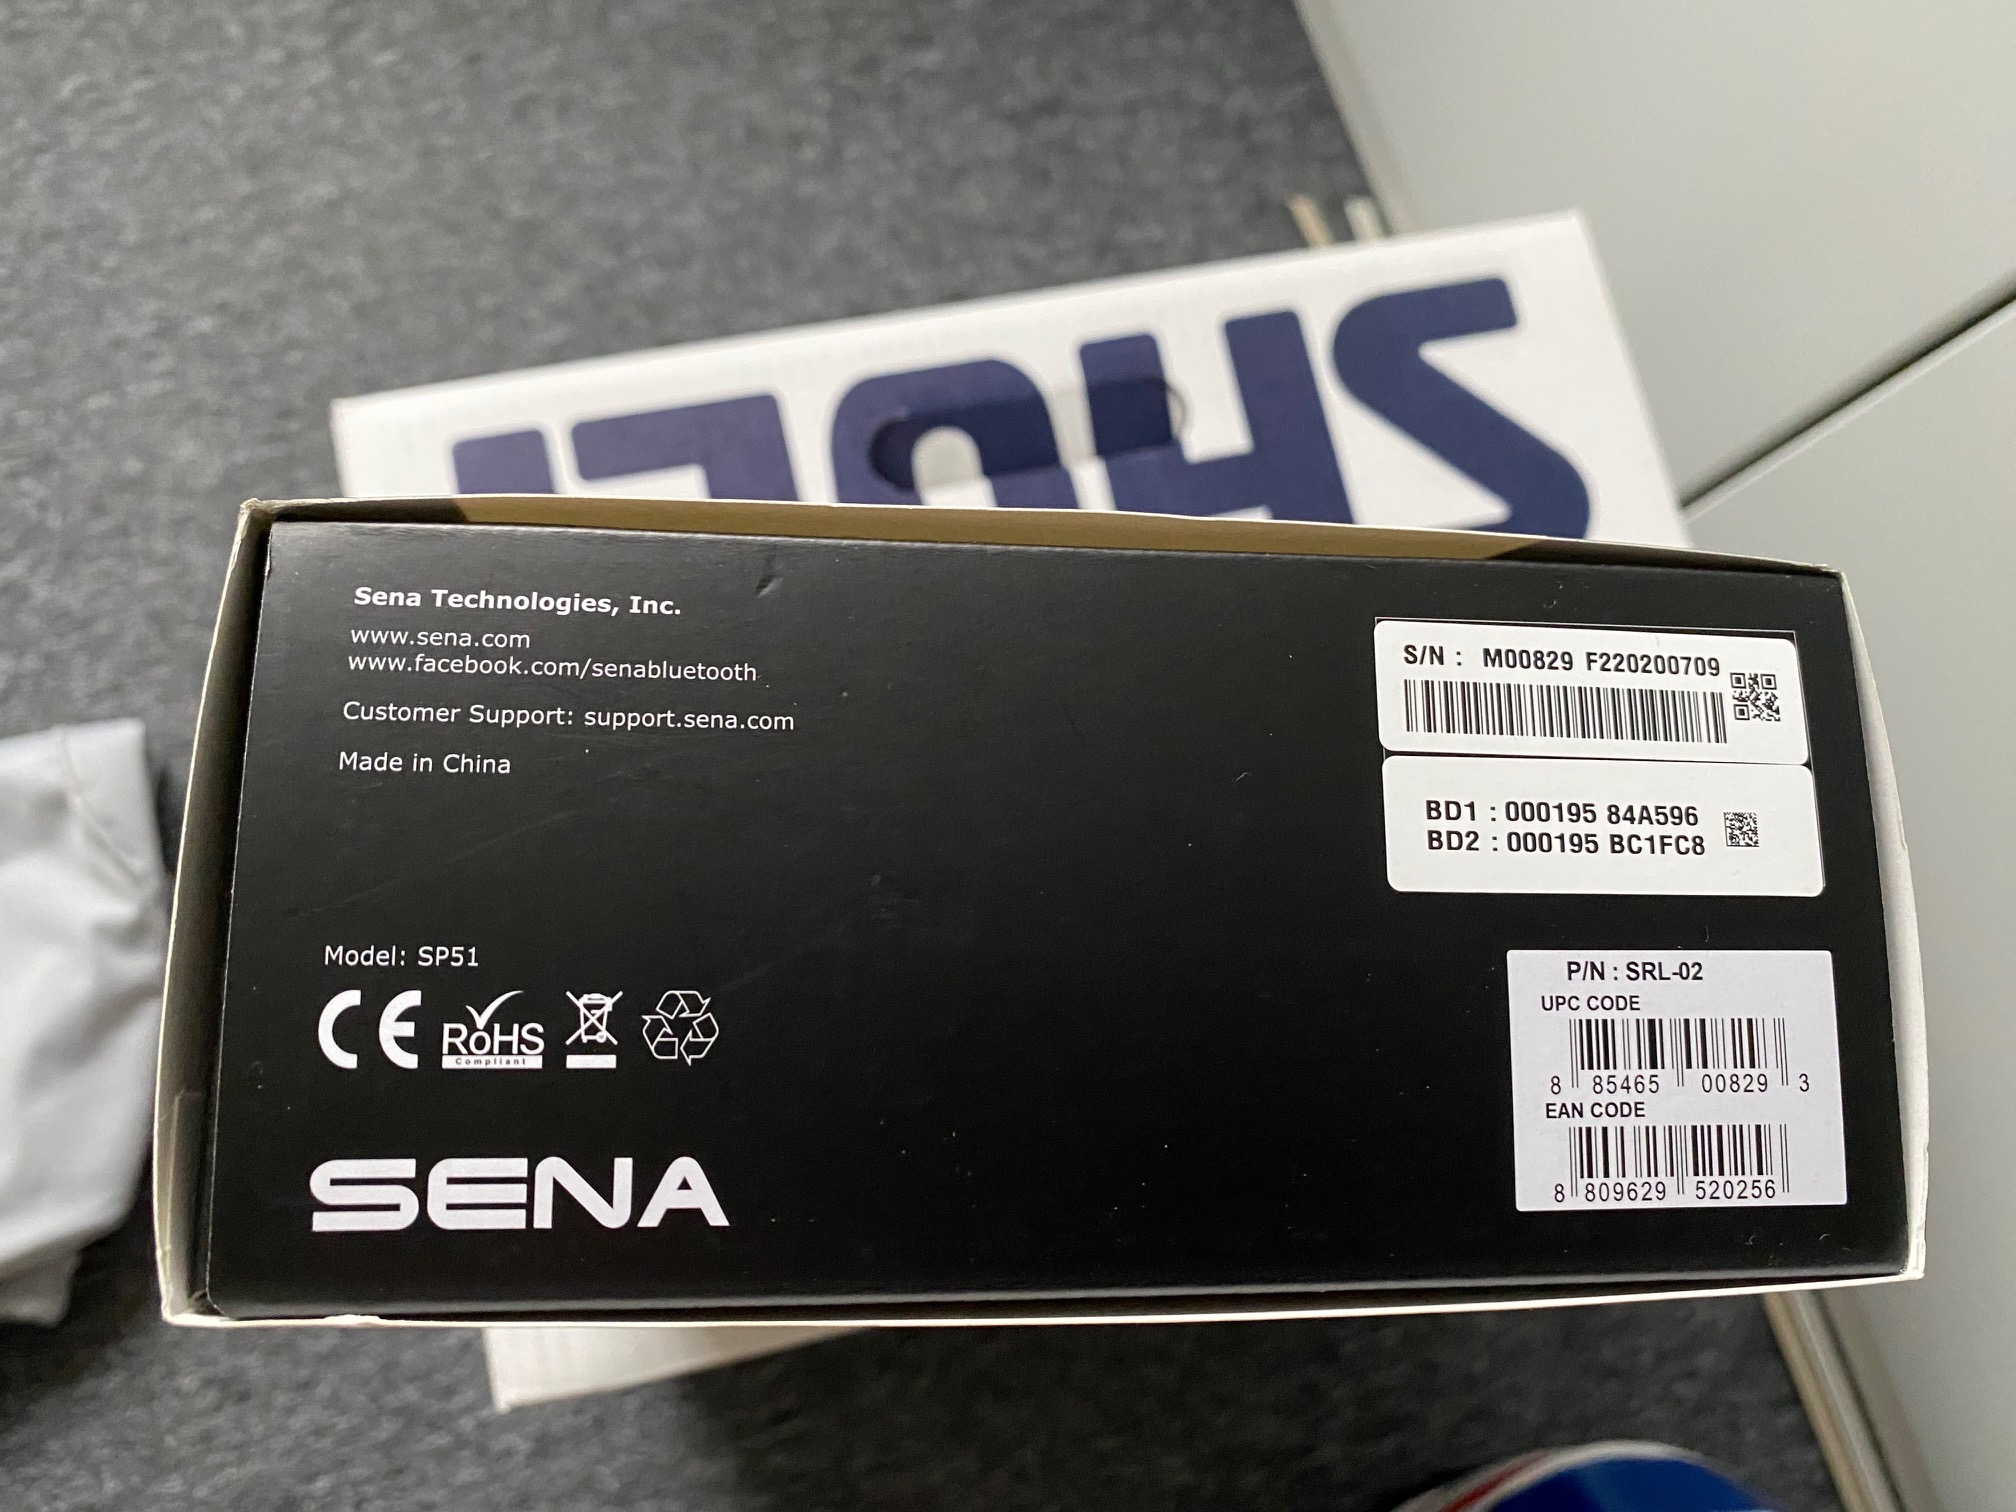 SHOEI
Sena Technologies, Inc.
www.sena.com
www.facebook.com/senabluetooth
Customer Support: support.sena.com
Made in China
S/N : M00829 F220200709
BD1 : 000195 84A596
BD2 : 000195 BC1FC8
Model: SP51
CE
RoHS
Compliant
SENA
P/N : SRL-02
UPC CODE
8 85465 00829 3
EAN CODE
8 809629 520256